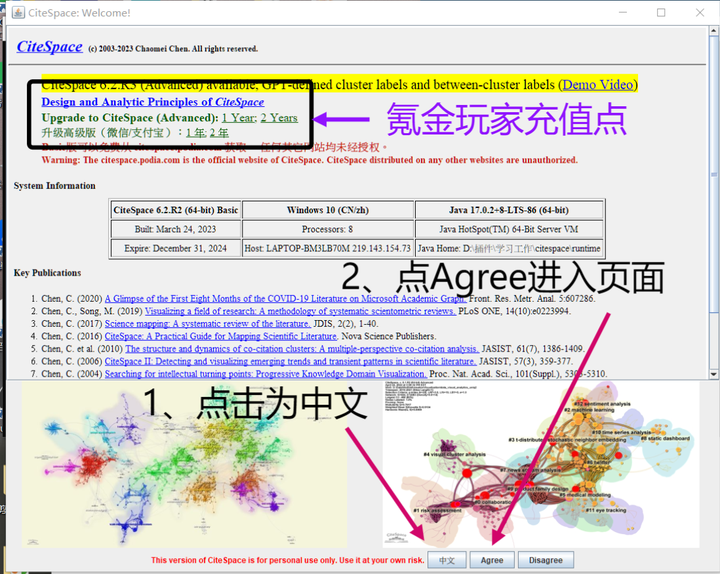 CiteSpace: Welcome!
CiteSpace (c) 2003-2023 Chaomei Chen. All rights reserved.
CiteSpace 6.2.R3 (Advanced) available, GPT-defined cluster labels and between-cluster labels (Demo Video)
Design and Analytic Principles of CiteSpace
Upgrade to CiteSpace (Advanced): 1 Year; 2 Years
氪金玩家充值点
升级高级版（微信/支付宝）：1 年; 2 年
任何其它网站均未经授权。
Warning: The citespace.podia.com is the official website of CiteSpace. CiteSpace distributed on any other websites are unauthorized.
System Information
CiteSpace 6.2.R2 (64-bit) Basic Windows 10 (CN/zh) Java 17.0.2+8-LTS-86 (64-bit)
Built: March 24, 2023 Processors: 8 Java HotSpot(TM) 64-Bit Server VM
Expire: December 31, 2024 Host: LAPTOP-BM3LB70M 219.143.154.73 Java Home: D:\插件\学习工作\citespace\runtime
2、点Agree进入页面
Key Publications
1. Chen, C. (2020) A Glimpse of the First Eight Months of the COVID-19 Literature on Microsoft Academic Graph. Front. Res. Metr. Anal. 5:607286.
2. Chen, C., Song, M. (2019) Visualizing a field of research: A methodology of systematic scientometric reviews. PLoS ONE, 14(10):e0223994.
3. Chen, C. (2017) Science mapping: A systematic review of the literature. JDIS, 2(2), 1-40.
4. Chen, C. (2016) CiteSpace: A Practical Guide for Mapping Scientific Literature. Nova Science Publishers.
5. Chen, C. et al. (2010) The structure and dynamics of co-citation clusters: A multiple-perspective co-citation analysis. JASIST, 61(7), 1386-1409.
6. Chen, C. (2006) CiteSpace II: Detecting and visualizing emerging trends and transient patterns in scientific literature. JASIST, 57(3), 359-377.
7. Chen, C. (2004) Searching for intellectual turning points: Progressive Knowledge Domain Visualization. Proc. Nat. Acad. Sci., 101(Suppl.), 5303-5310.
1、点击为中文
#12 sentiment analysis
#2 machine learning
#10 time series analysis
#3 t-distributed stochastic neighbor embedding
#8 static dashboard
#4 visual cluster analysis
#5 medical modeling
#1 risk assessment
#11 eye tracking
This version of CiteSpace is for personal use only. Use it at your own risk.
中文 Agree Disagree